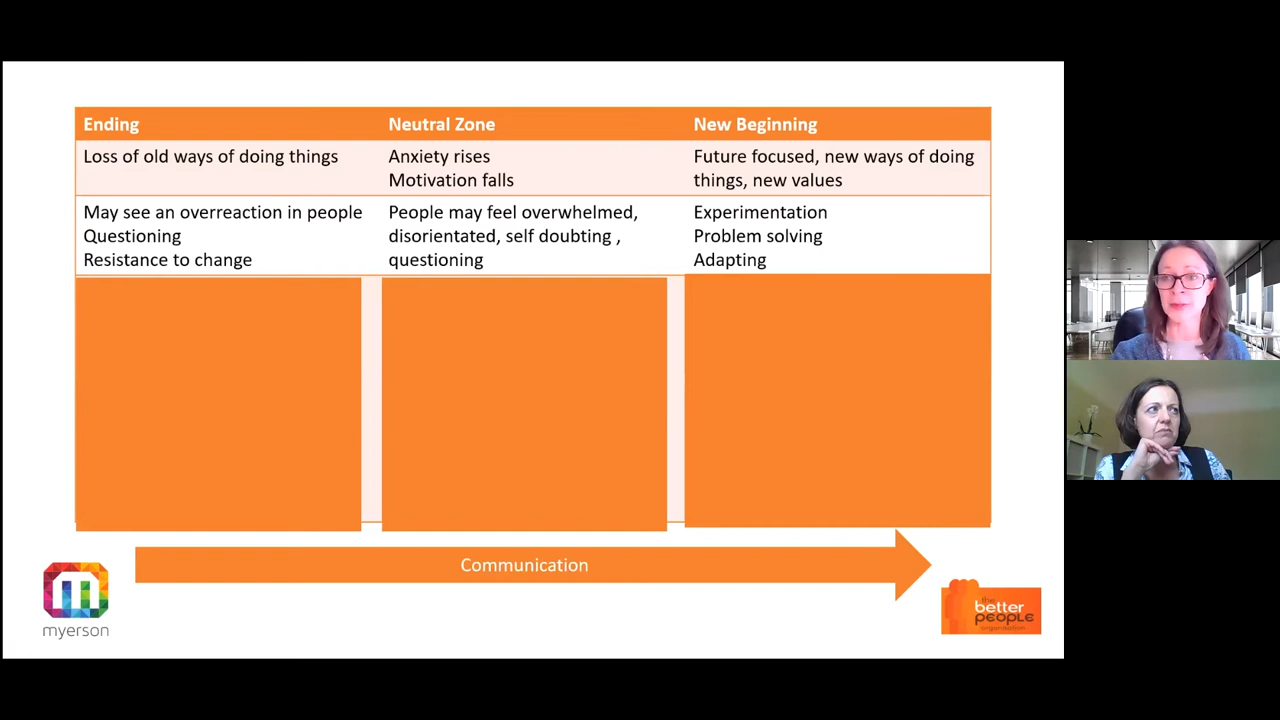 Ending
Neutral Zone
New Beginning
Loss of old ways of doing things
Anxiety rises
Motivation falls
Future focused, new ways of doing
things, new values
May see an overreaction in people
Questioning
Resistance to change
People may feel overwhelmed,
disorientated, self doubting ,
questioning
Experimentation
Problem solving
Adapting
Communication
myerson
the
better
people
organisation